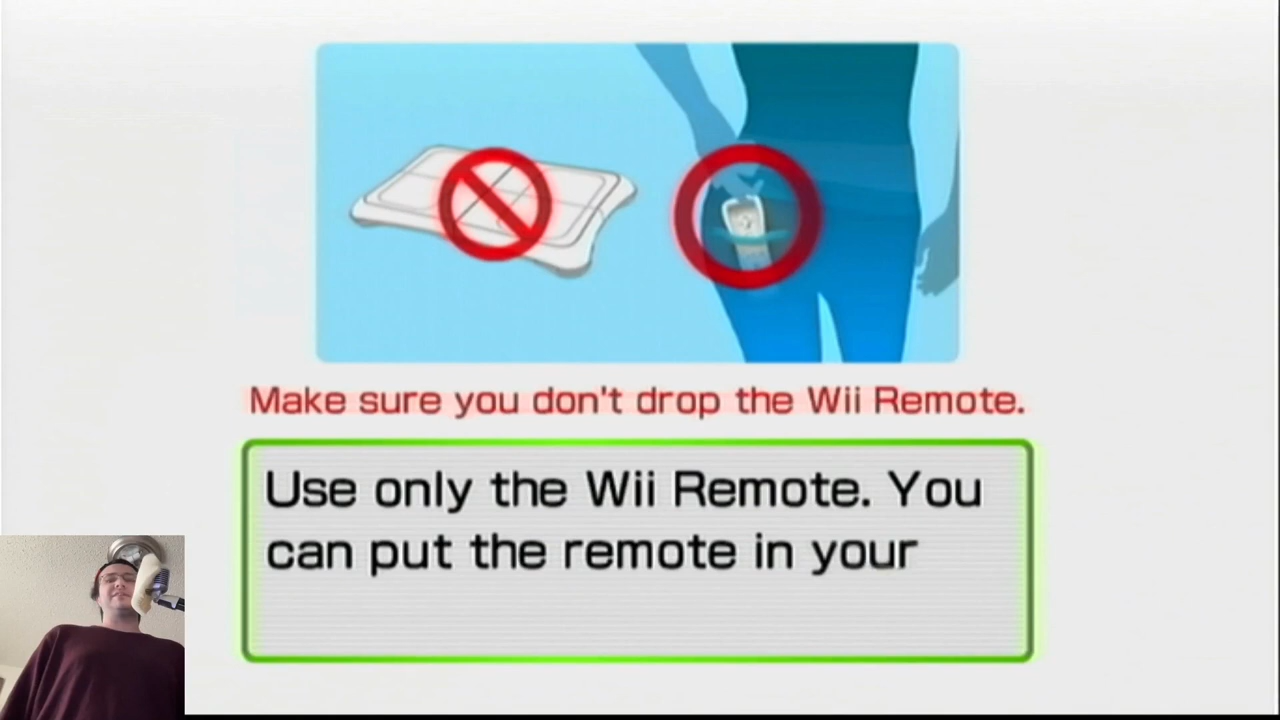 Make sure you don't drop the Wii Remote.
Use only the Wii Remote. You
can put the remote in your